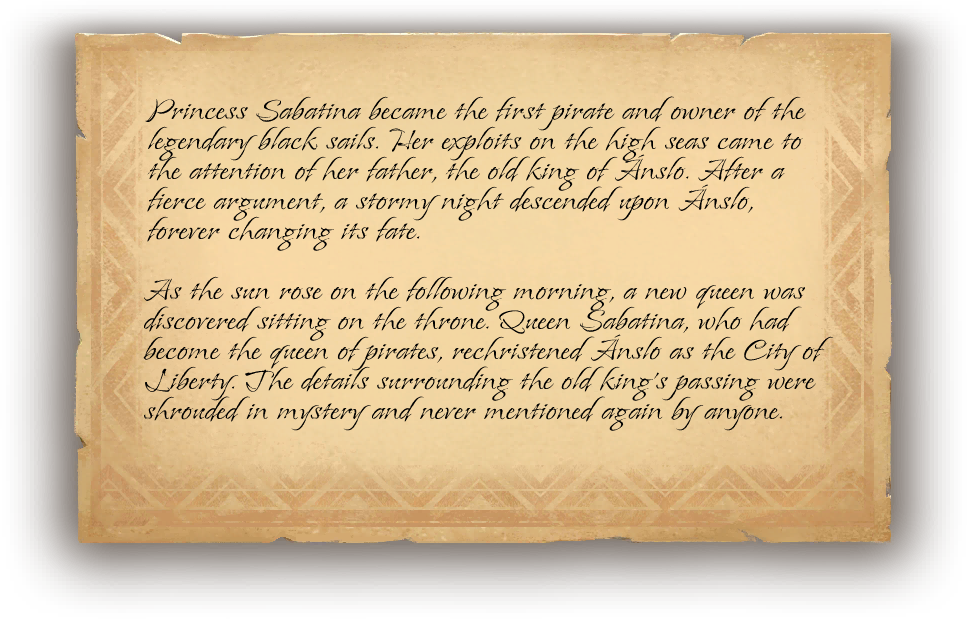 Princess Sabatina became the first pirate and owner of the
legendary black sails. Her exploits on the high seas came to
the attention of her father, the old king of Ánslo. After a
fierce argument, a stormy night descended upon Ánslo,
forever changing its fate.
As the sun rose on the following morning, a new queen was
discovered sitting on the throne. Queen Sabatina, who had
become the queen of pirates, rechristened Ánslo as the City of
Liberty. The details surrounding the old king's passing were
shrouded in mystery and never mentioned again by anyone.